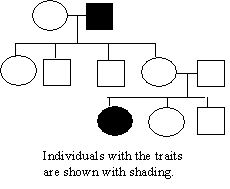 Individuals with the traits
are shown with shading.